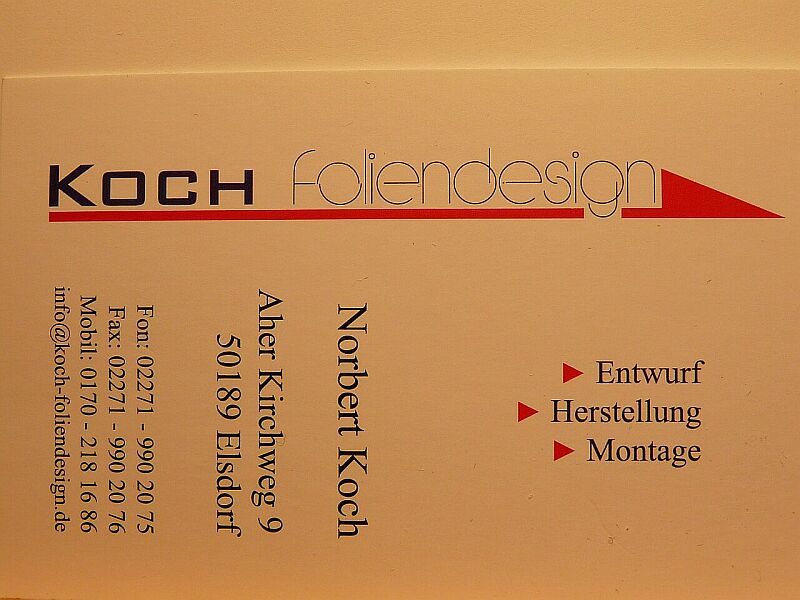 KOCH foliendesign
Entwurf
Herstellung
Montage
Norbert Koch
Aher Kirchweg 9
50189 Elsdorf
Fon: 02271 - 990 20 75
Fax: 02271 - 990 20 76
Mobil: 0170 - 218 16 86
info@koch-foliendesign.de